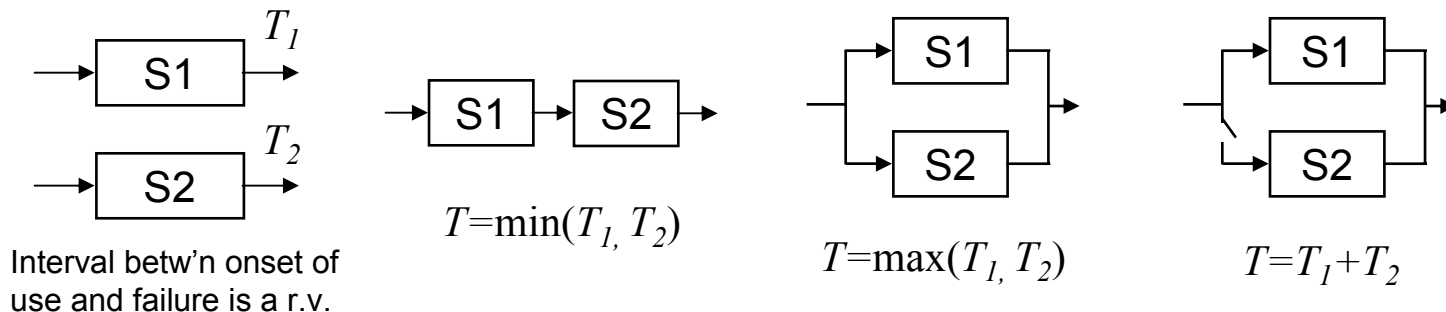 T1
S1
T2
S2
Interval betw'n onset of
use and failure is a r.v.
S1 S2
T=min(T1, T2)
S1
S2
T=max(T1, T2)
S1
S2
T=T1+T2